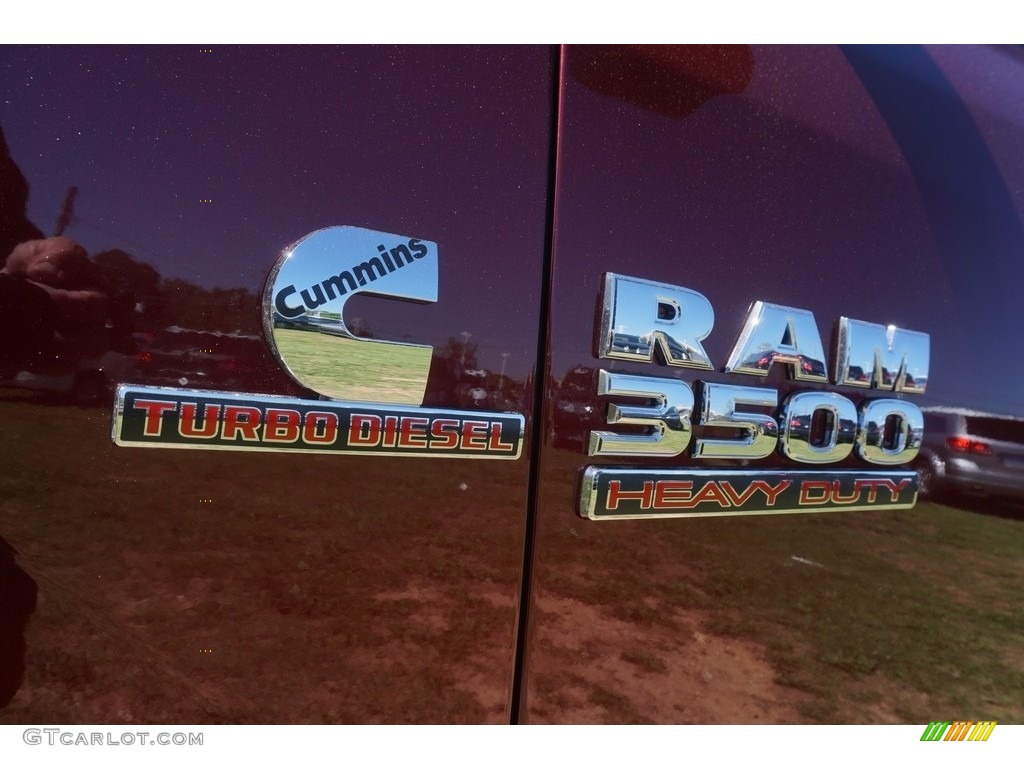 Cummins
TURBO DIESEL
RAM
3500
HEAVY DUTY
GTCARLOT.COM